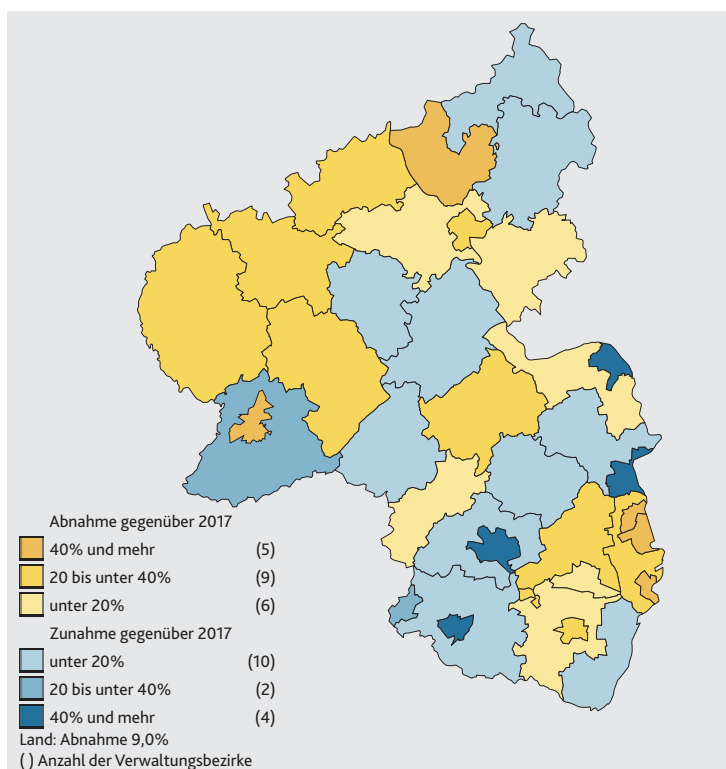 Abnahme gegenüber 2017
40% und mehr (5)
20 bis unter 40% (9)
unter 20% (6)
Zunahme gegenüber 2017
unter 20% (10)
20 bis unter 40% (2)
40% und mehr (4)
Land: Abnahme 9,0%
( ) Anzahl der Verwaltungsbezirke